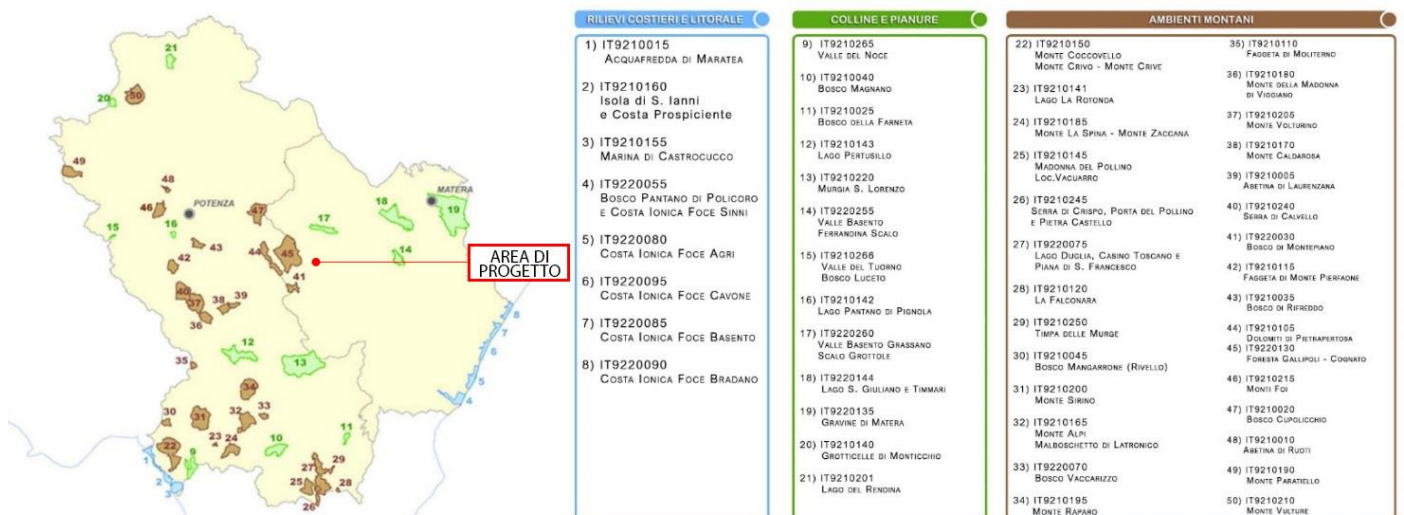 21
20
50
49
48
46
POTENZA
47
16
15
43
42
44
45
41
40
37
38
39
36
35
12
13
34
33
32
31
30
23
24
22
9
10
11
1
2
3
27
29
25
28
26
17
18
MATERA
19
14
8
7
6
5
4
AREA DI
PROGETTO
RILIEVI COSTIERI E LITORALE
1) IT9210015
ACQUAFREDDA DI MARATEA
2) IT9210160
Isola di S. Ianni
e Costa Prospiciente
3) IT9210155
MARINA DI CASTROCUCCO
4) IT9220055
BOSCO PANTANO DI POLICORO
E COSTA IONICA FOCE SINNI
5) IT9220080
COSTA IONICA FOCE AGRI
6) IT9220095
COSTA IONICA FOCE CAVONE
7) IT9220085
COSTA IONICA FOCE BASENTO
8) IT9220090
COSTA IONICA FOCE BRADANO
COLLINE E PIANURE
9) IT9210265
VALLE DEL NOCE
10) IT9210040
BOSCO MAGNANO
11) IT9210025
BOSCO DELLA FARNETA
12) IT9210143
LAGO PERTUSILLO
13) IT9210220
MURGIA S. LORENZO
14) IT9220255
VALLE BASENTO
FERRANDINA SCALO
15) IT9210266
VALLE DEL TUORNO
BOSCO LUCETO
16) IT9210142
LAGO PANTANO DI PIGNOLA
17) IT9220260
VALLE BASENTO GRASSANO
SCALO GROTTOLE
18) IT9220144
LAGO S. GIULIANO E TIMMARI
19) IT9220135
GRAVINE DI MATERA
20) IT9210140
GROTTICELLE DI MONTICCHIO
21) IT9210201
LAGO DEL RENDINA
AMBIENTI MONTANI
22) IT9210150
MONTE COCCOVELLO
MONTE CRIVO - MONTE CRIVE
23) IT9210141
LAGO LA ROTONDA
24) IT9210185
MONTE LA SPINA - MONTE ZACCANA
25) IT9210145
MADONNA DEL POLLINO
LOC.VACUARRO
26) IT9210245
SERRA DI CRISPO, PORTA DEL POLLINO
E PIETRA CASTELLO
27) IT9220075
LAGO DUGLIA, CASINO TOSCANO E
PIANA DI S. FRANCESCO
28) IT9210120
LA FALCONARA
29) IT9210250
TIMPA DELLE MURGE
30) IT9210045
BOSCO MANGARRONE (RIVELLO)
31) IT9210200
MONTE SIRINO
32) IT9210165
MONTE ALPI
MALBOSCHETTO DI LATRONICO
33) IT9220070
BOSCO VACCARIZZO
34) IT9210195
MONTE RAPARO
35) IT9210110
FAGGETA DI MOLITERNO
36) IT9210180
MONTE DELLA MADONNA
DI VIGGIANO
37) IT9210205
MONTE VOLTURINO
38) IT9210170
MONTE CALDAROSA
39) IT9210005
ABETINA DI LAURENZANA
40) IT9210240
SERRA DI CALVELLO
41) IT9220030
BOSCO DI MONTEPIANO
42) IT9210115
FAGGETA DI MONTE PIERFAONE
43) IT9210035
BOSCO DI RIFREDDO
44) IT9210105
DOLOMITI DI PIETRAPERTOSA
45) IT9220130
FORESTA GALLIPOLI - COGNATO
46) IT9210215
MONTI FOI
47) IT9210020
BOSCO CUPOLICCHIO
48) IT9210010
ABETINA DI RUOTI
49) IT9210190
MONTE PARATIELLO
50) IT9210210
MONTE VULTURE